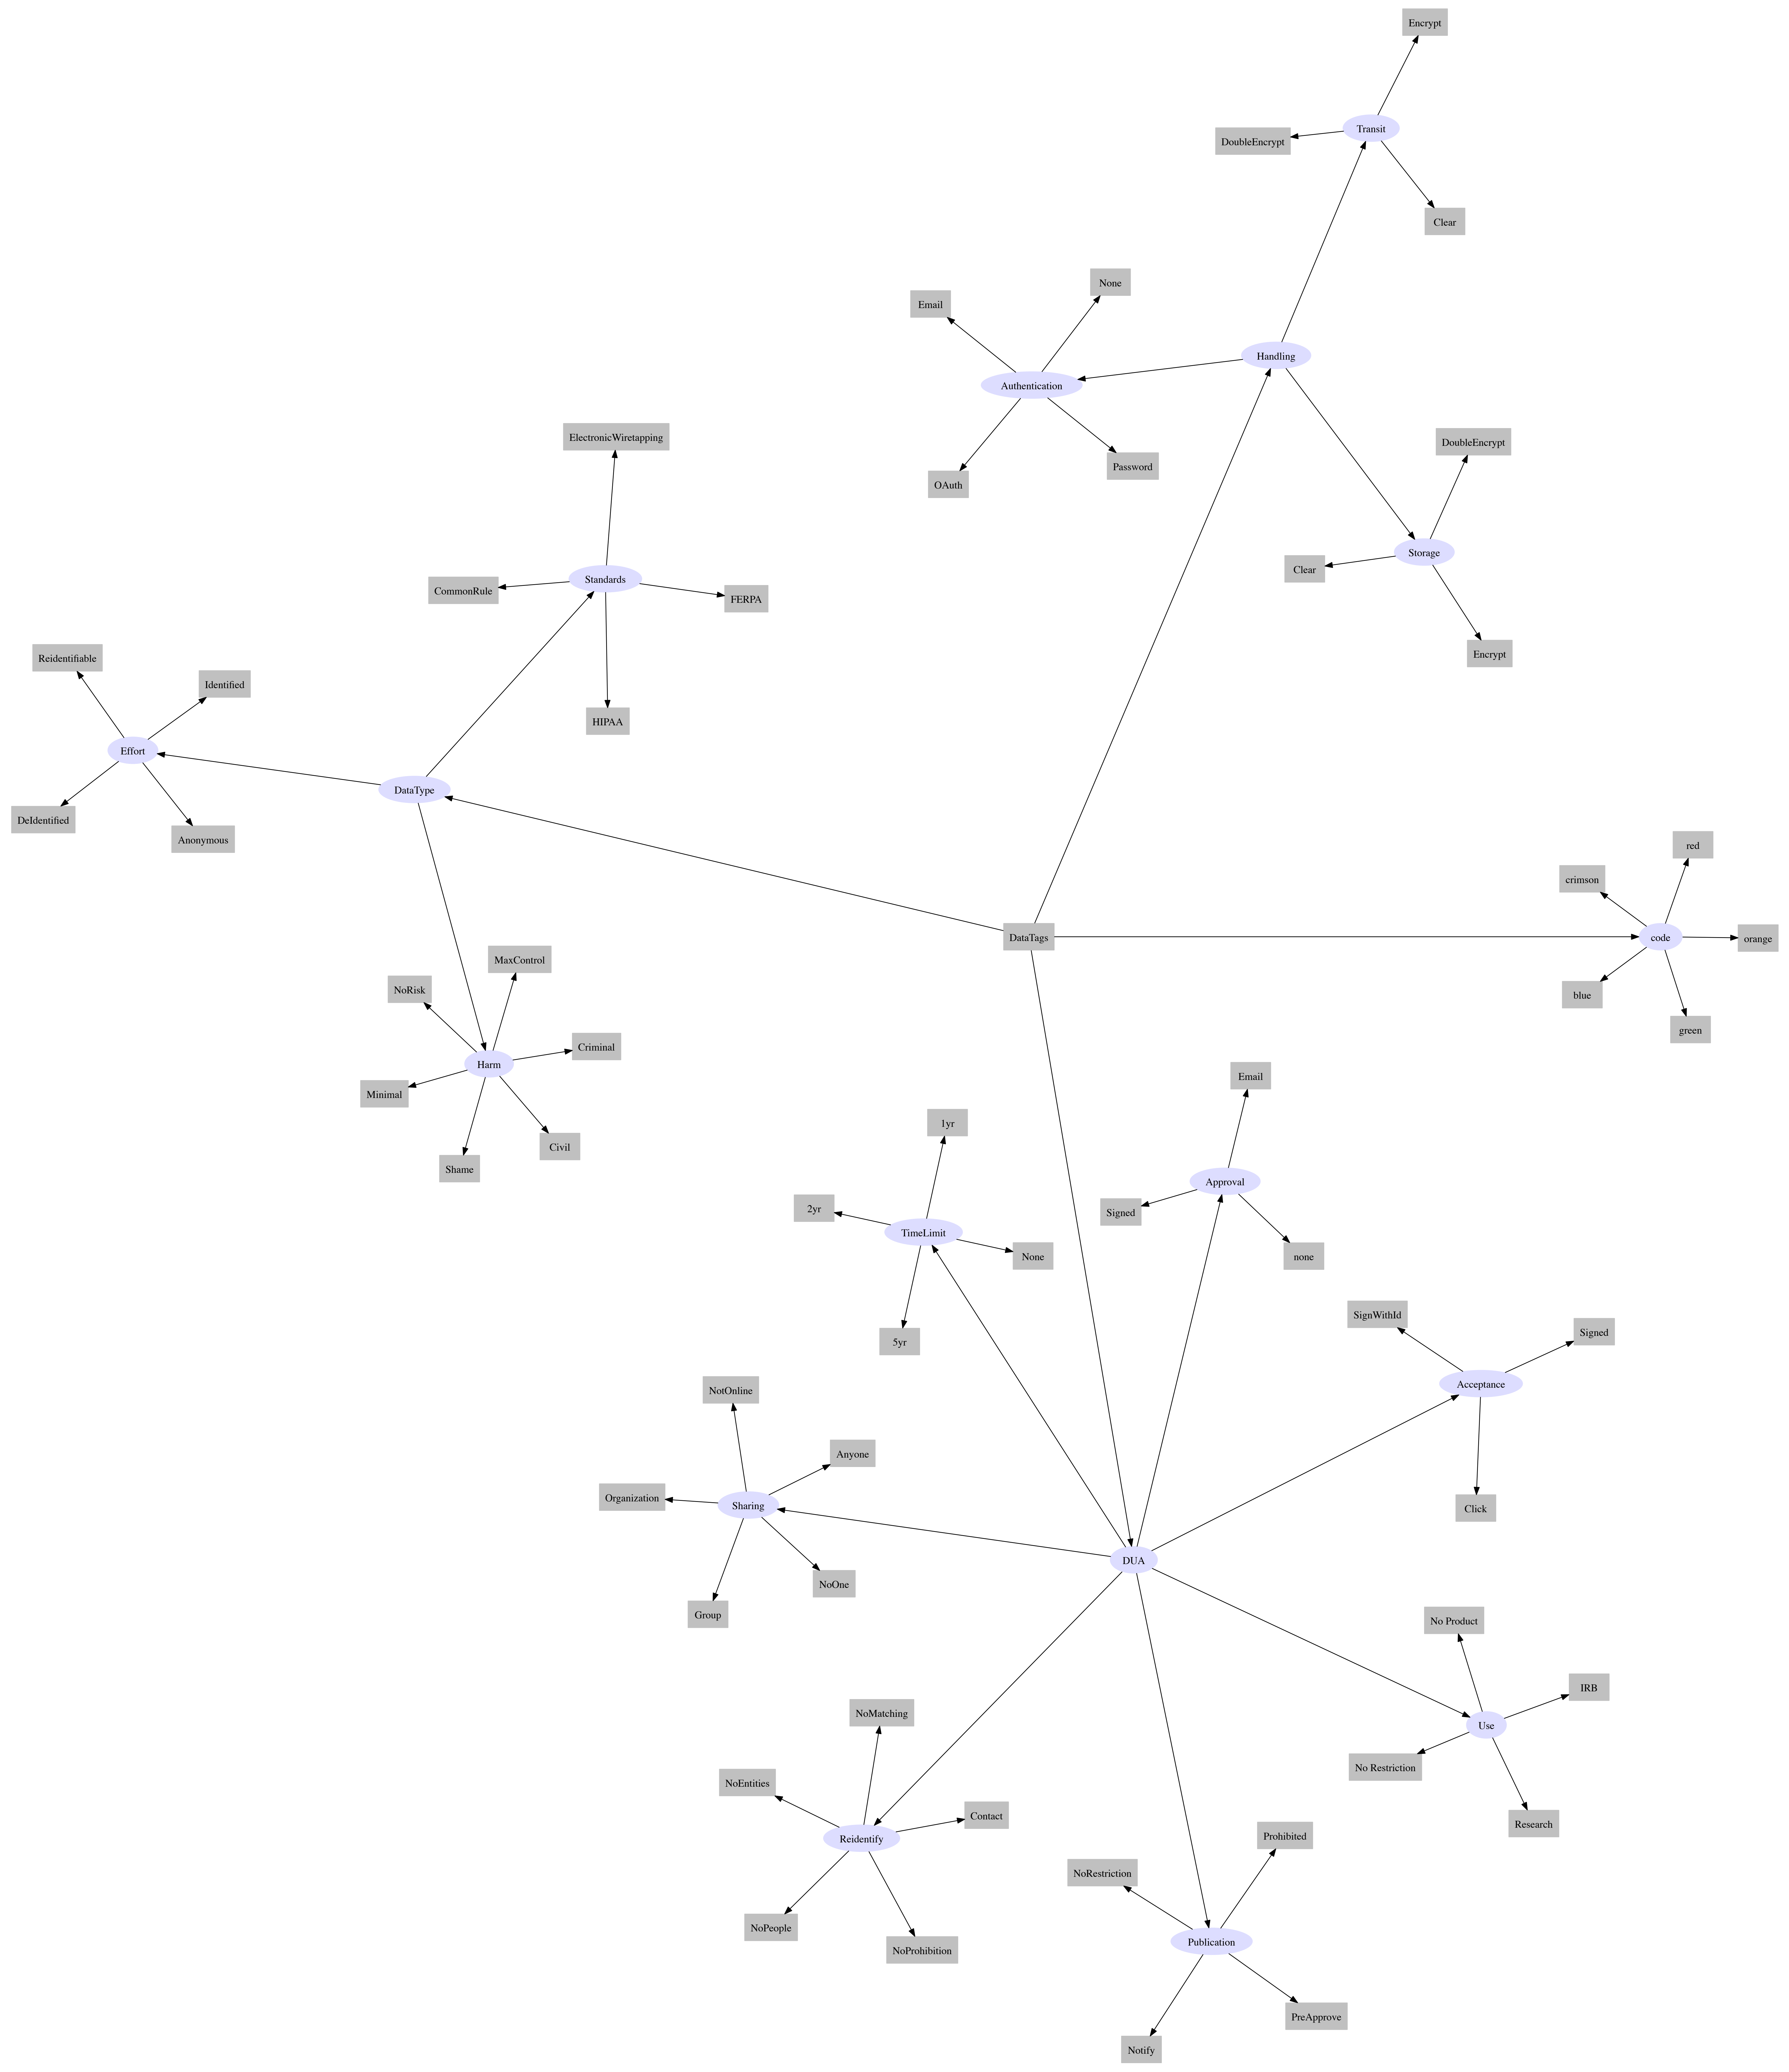 Encrypt
Transit
DoubleEncrypt
Clear
None
Email
Handling
Authentication
ElectronicWiretapping
DoubleEncrypt
Password
OAuth
Storage
Clear
Standards
CommonRule
FERPA
Encrypt
Reidentifiable
Identified
HIPAA
Effort
DataType
DeIdentified
Anonymous
red
crimson
DataTags
code
orange
MaxControl
NoRisk
blue
green
Criminal
Harm
Email
Minimal
1yr
Civil
Shame
Approval
2yr
Signed
TimeLimit
None
none
SignWithId
Signed
5yr
Acceptance
NotOnline
Anyone
Organization
Sharing
Click
DUA
NoOne
Group
No Product
IRB
NoMatching
Use
No Restriction
NoEntities
Contact
Research
Reidentify
Prohibited
NoRestriction
NoPeople
Publication
NoProhibition
PreApprove
Notify